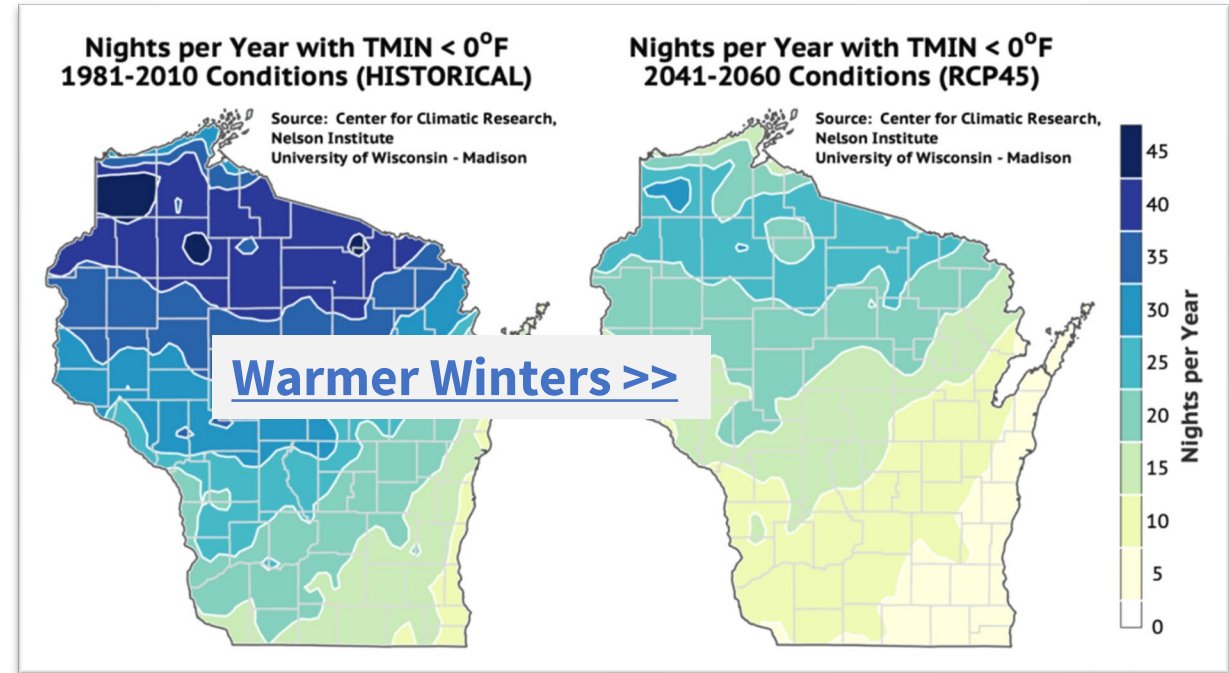 Nights per Year with TMIN < 0°F
1981-2010 Conditions (HISTORICAL)
Source: Center for Climatic Research,
Nelson Institute
University of Wisconsin - Madison
Nights per Year with TMIN < 0°F
2041-2060 Conditions (RCP45)
Source: Center for Climatic Research,
Nelson Institute
University of Wisconsin - Madison
Warmer Winters >>
45
40
35
30
25
20
15
10
5
0
Nights per Year